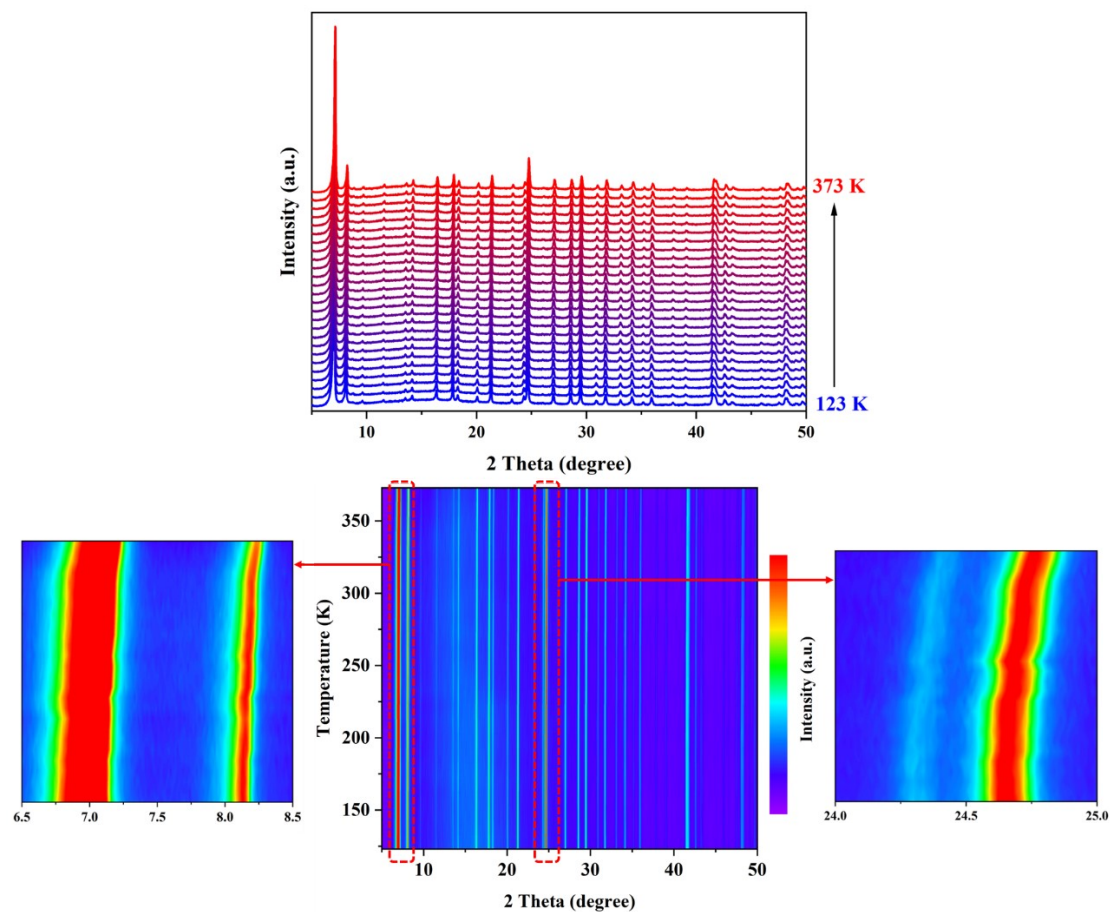 Intensity (a.u.)
373 K
123 K
10 20 30 40 50
2 Theta (degree)
350
300
250
200
150
Temperature (K)
10 20 30 40 50
2 Theta (degree)
Intensity (a.u.)
6.5 7.0 7.5 8.0 8.5
24.0 24.5 25.0